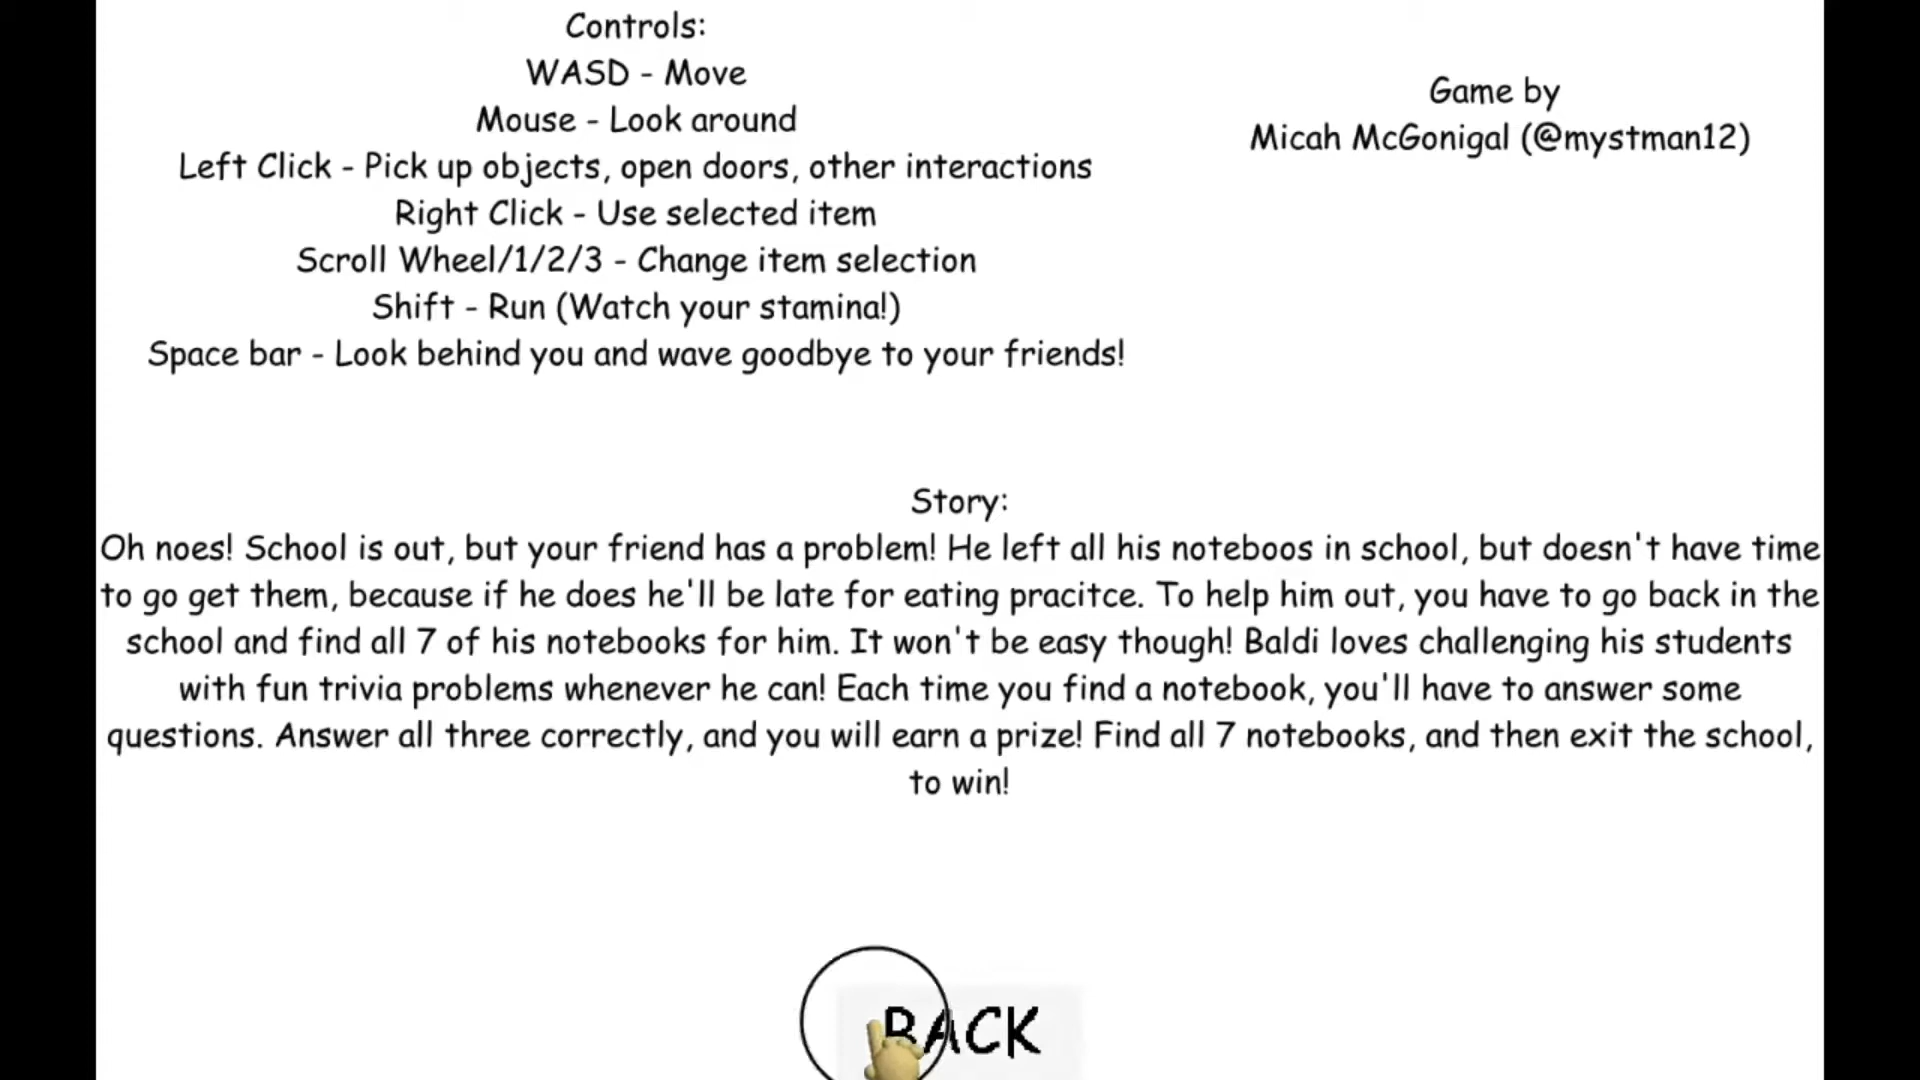 Controls:
WASD - Move
Mouse - Look around
Left Click - Pick up objects, open doors, other interactions
Right Click - Use selected item
Scroll Wheel/1/2/3 - Change item selection
Shift - Run (Watch your stamina!)
Space bar - Look behind you and wave goodbye to your friends!
Game by
Micah McGonigal (@mystman12)
Story:
Oh noes! School is out, but your friend has a problem! He left all his noteboos in school, but doesn't have time
to go get them, because if he does he'll be late for eating pracitce. To help him out, you have to go back in the
school and find all 7 of his notebooks for him. It won't be easy though! Baldi loves challenging his students
with fun trivia problems whenever he can! Each time you find a notebook, you'll have to answer some
questions. Answer all three correctly, and you will earn a prize! Find all 7 notebooks, and then exit the school,
to win!
BACK